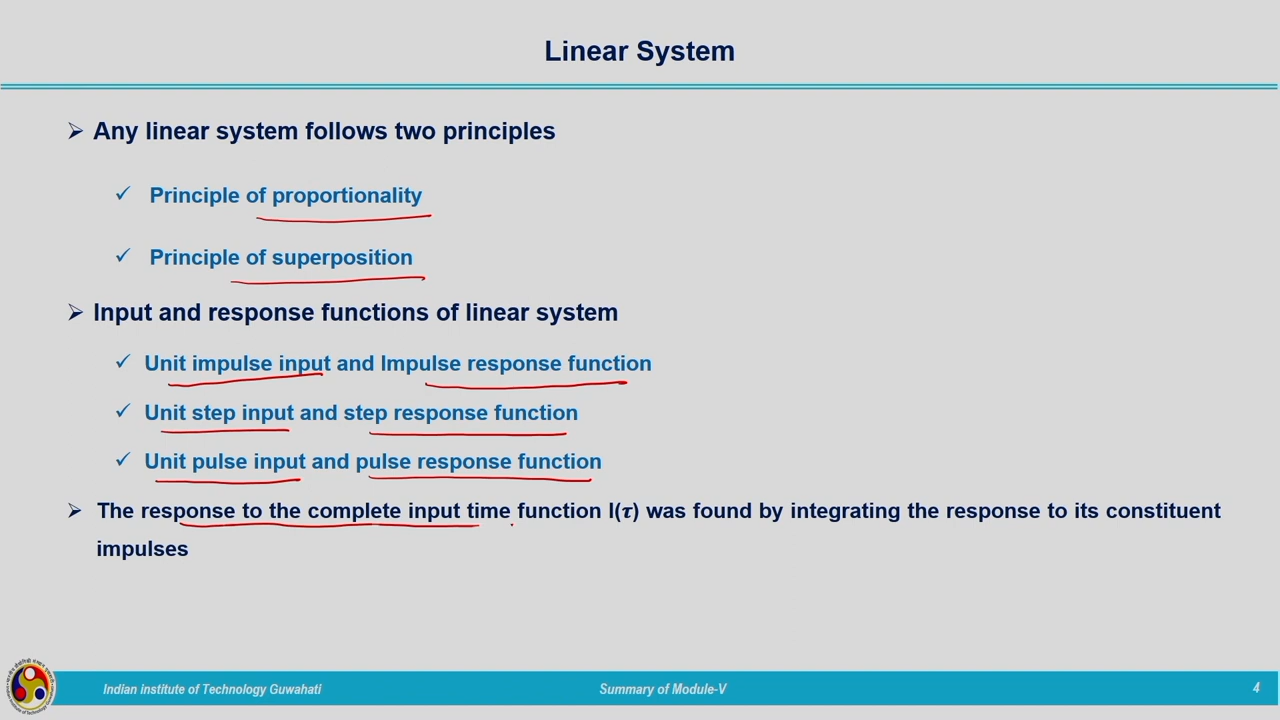 Linear System
➢ Any linear system follows two principles
✓ Principle of proportionality
✓ Principle of superposition
➢ Input and response functions of linear system
✓ Unit impulse input and Impulse response function
✓ Unit step input and step response function
✓ Unit pulse input and pulse response function
➢ The response to the complete input time function I(τ) was found by integrating the response to its constituent
impulses
Indian institute of Technology Guwahati Summary of Module-V 4